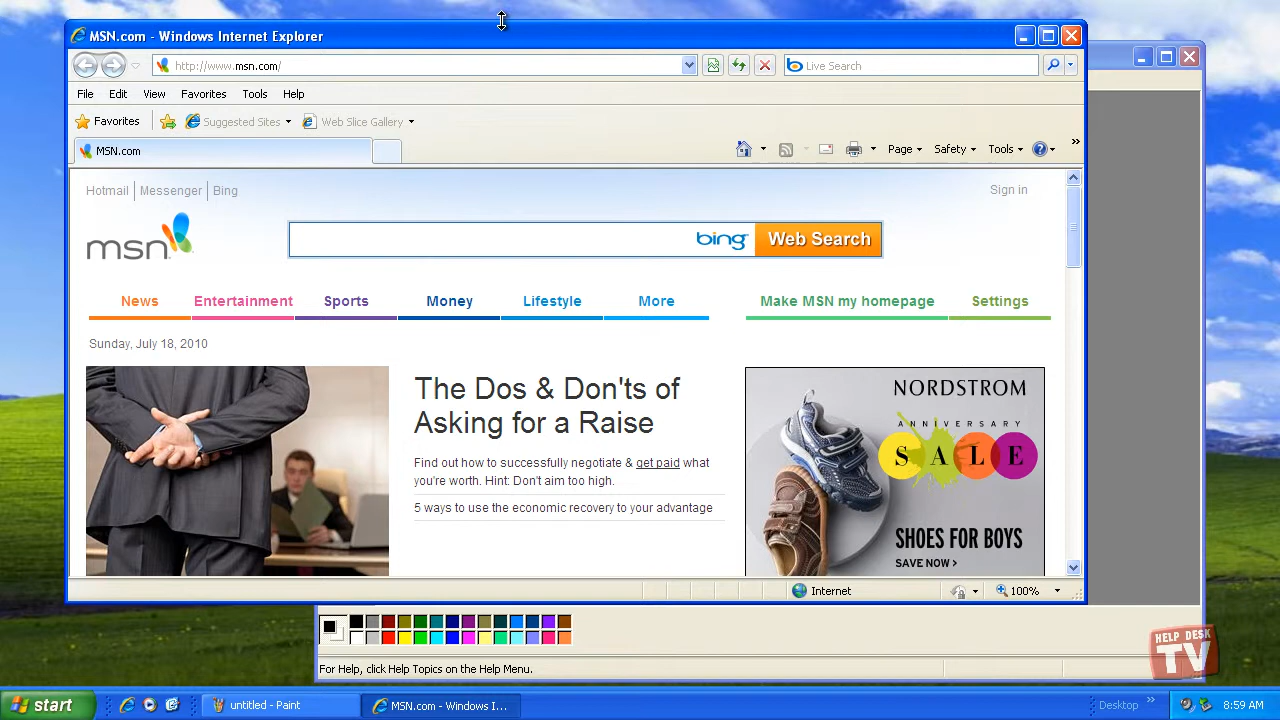 MSN.com - Windows Internet Explorer
http://www.msn.com/
Live Search
File Edit View Favorites Tools Help
Favorites Suggested Sites Web Slice Gallery
MSN.com
Page Safety Tools
Hotmail Messenger Bing
Sign in
msn
bing Web Search
News Entertainment Sports Money Lifestyle More Make MSN my homepage Settings
Sunday, July 18, 2010
The Dos & Don'ts of
Asking for a Raise
Find out how to successfully negotiate & get paid what
you're worth. Hint: Don't aim too high.
5 ways to use the economic recovery to your advantage
NORDSTROM
ANNIVERSARY
SALE
SHOES FOR BOYS
SAVE NOW >
Internet 100%
For Help, click Help Topics on the Help Menu.
HELP DESK
TV
start untitled - Paint MSN.com - Windows I... Desktop 8:59 AM